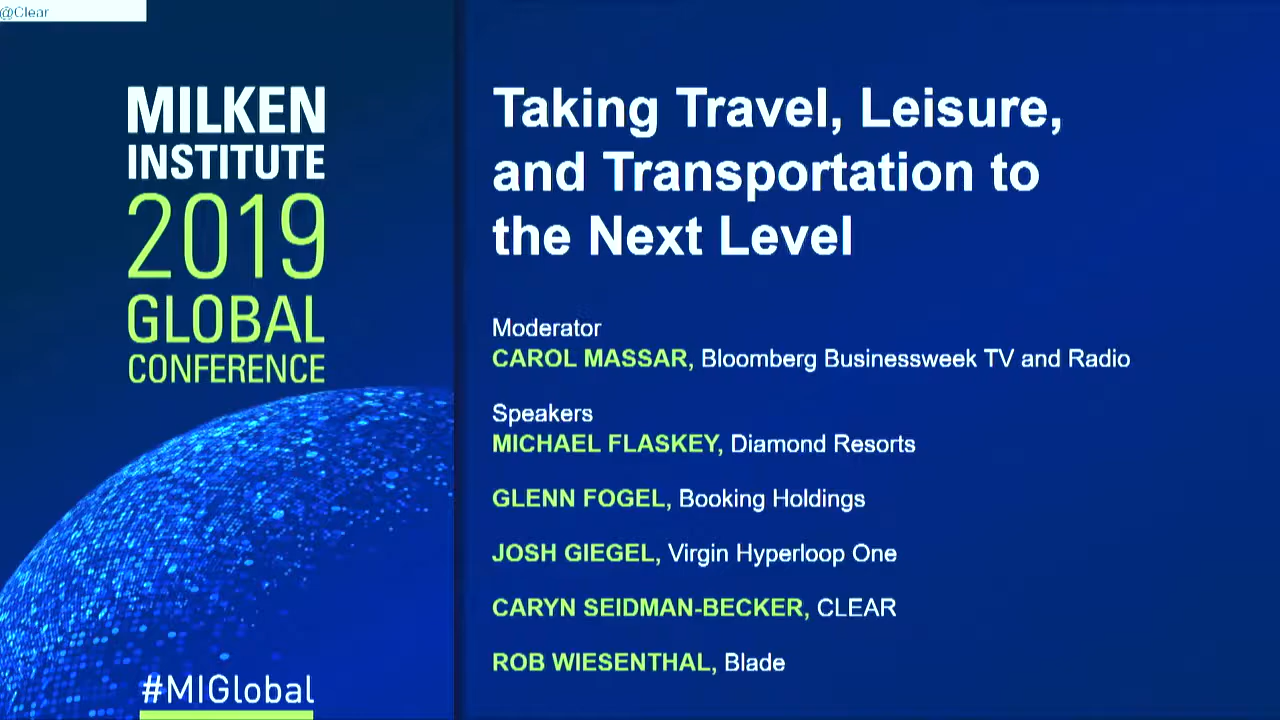 @Clear
MILKEN
INSTITUTE
2019
GLOBAL
CONFERENCE
#MIGlobal
Taking Travel, Leisure,
and Transportation to
the Next Level
Moderator
CAROL MASSAR, Bloomberg Businessweek TV and Radio
Speakers
MICHAEL FLASKEY, Diamond Resorts
GLENN FOGEL, Booking Holdings
JOSH GIEGEL, Virgin Hyperloop One
CARYN SEIDMAN-BECKER, CLEAR
ROB WIESENTHAL, Blade